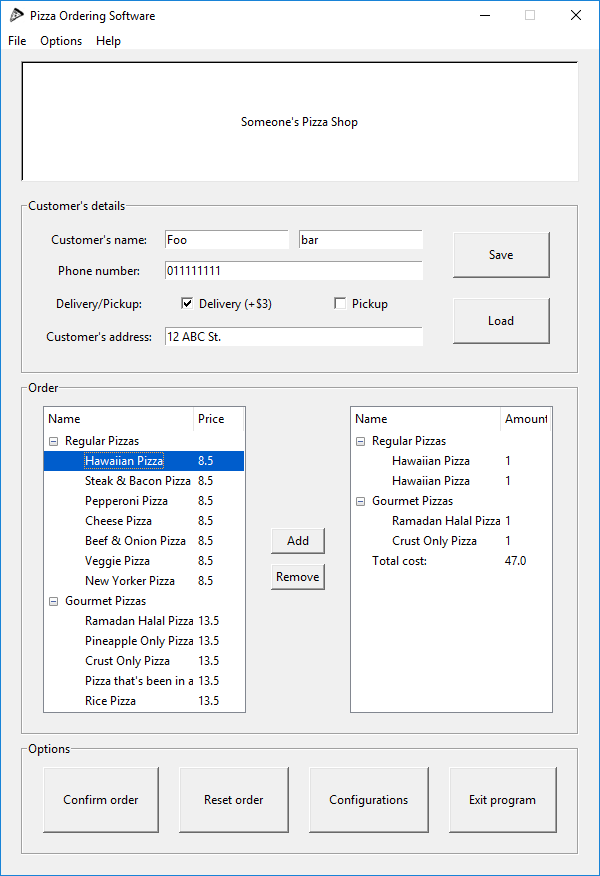 Pizza Ordering Software
File Options Help
Someone's Pizza Shop
Customer's details
Customer's name: Foo bar
Save
Phone number: 011111111
Delivery/Pickup: Delivery (+$3) Pickup
Load
Customer's address: 12 ABC St.
Order
Name Price
Regular Pizzas
Hawaiian Pizza 8.5
Steak & Bacon Pizza 8.5
Pepperoni Pizza 8.5
Cheese Pizza 8.5
Beef & Onion Pizza 8.5
Veggie Pizza 8.5
New Yorker Pizza 8.5
Gourmet Pizzas
Ramadan Halal Pizza 13.5
Pineapple Only Pizza 13.5
Crust Only Pizza 13.5
Pizza that's been in a 13.5
Rice Pizza 13.5
Add
Remove
Name Amount
Regular Pizzas
Hawaiian Pizza 1
Hawaiian Pizza 1
Gourmet Pizzas
Ramadan Halal Pizza 1
Crust Only Pizza 1
Total cost: 47.0
Options
Confirm order Reset order Configurations Exit program